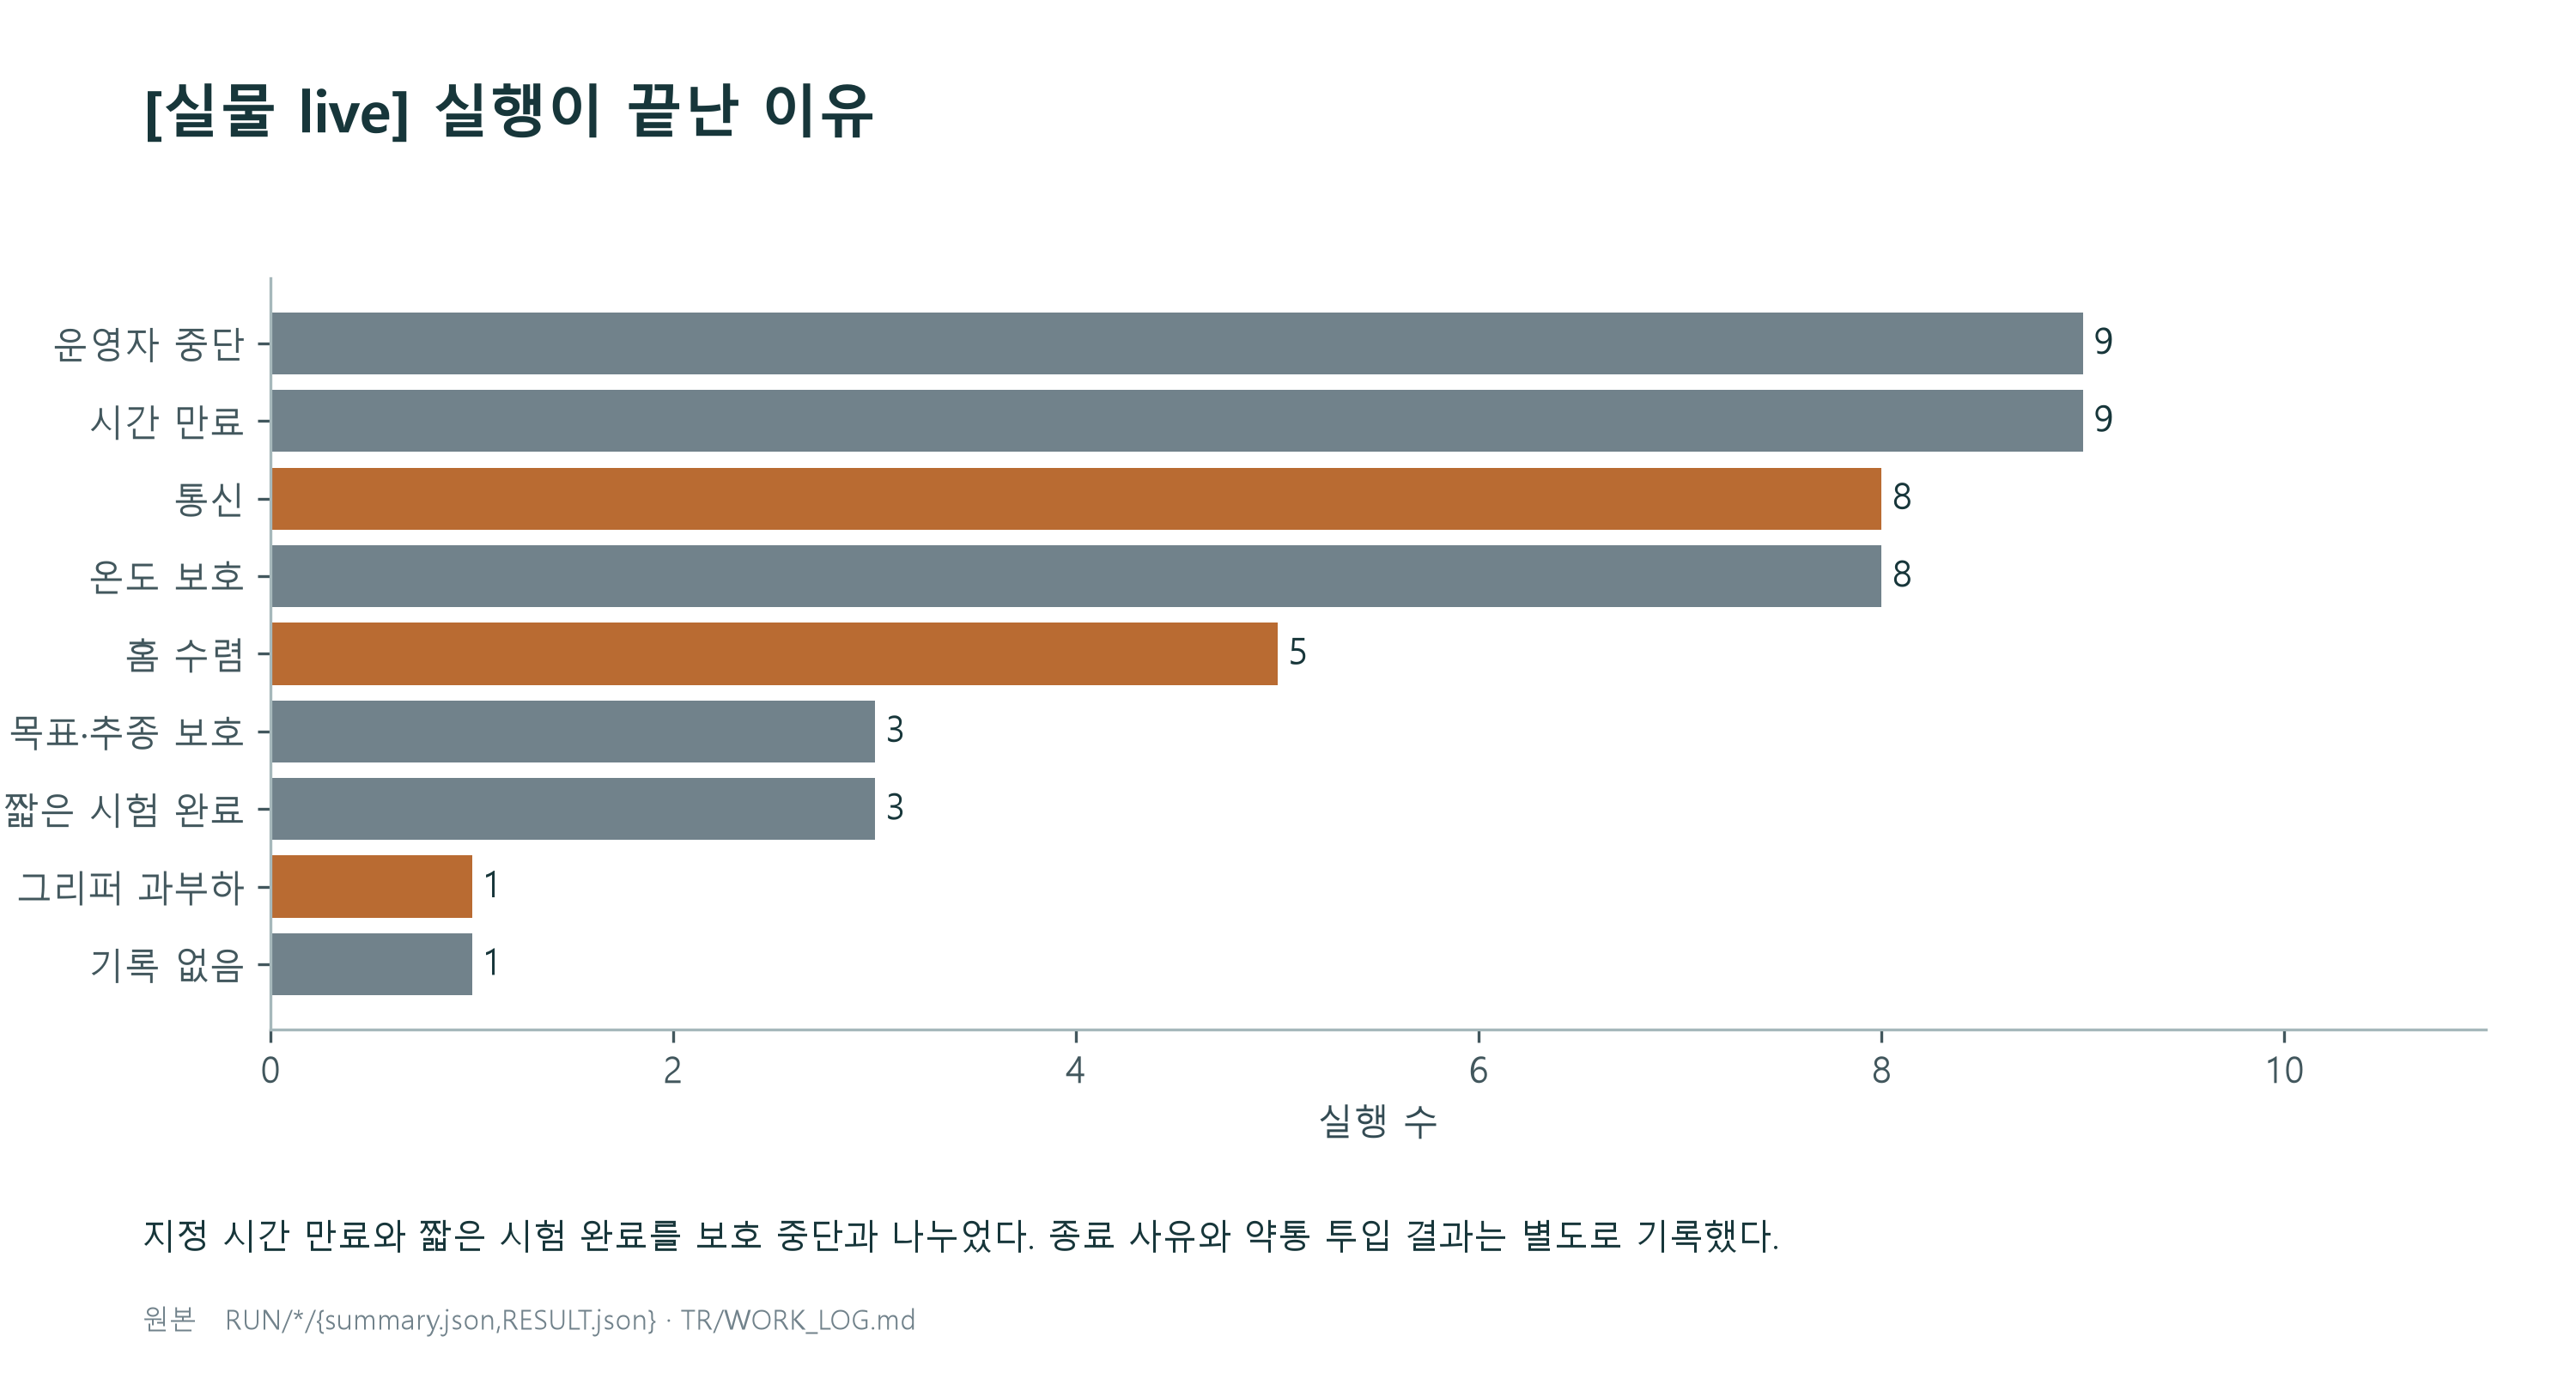 [실물 live] 실행이 끝난 이유
운영자 중단 9
시간 만료 9
통신 8
온도 보호 8
홈 수렴 5
목표·추종 보호 3
짧은 시험 완료 3
그리퍼 과부하 1
기록 없음 1
0 2 4 6 8 10
실행 수
지정 시간 만료와 짧은 시험 완료를 보호 중단과 나누었다. 종료 사유와 약통 투입 결과는 별도로 기록했다.
원본 RUN/*/{summary.json,RESULT.json} · TR/WORK_LOG.md